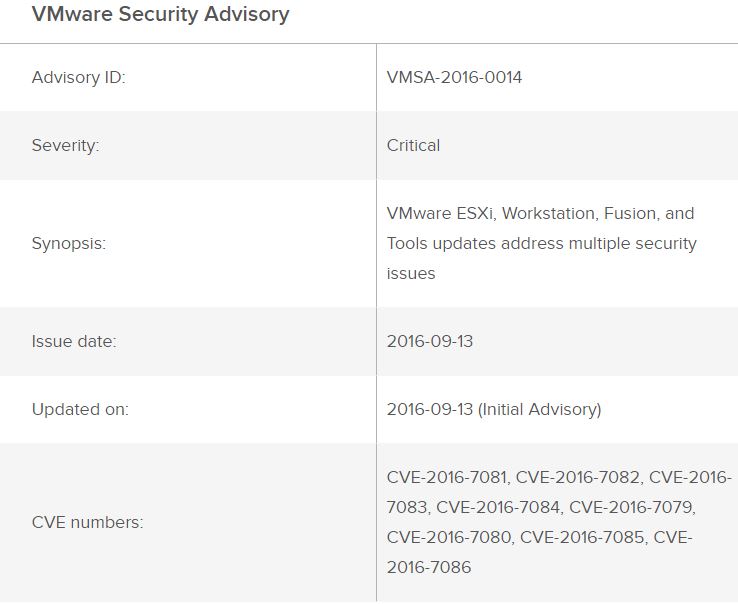 VMware Security Advisory
Advisory ID:
VMSA-2016-0014
Severity:
Critical
Synopsis:
VMware ESXi, Workstation, Fusion, and
Tools updates address multiple security
issues
Issue date:
2016-09-13
Updated on:
2016-09-13 (Initial Advisory)
CVE numbers:
CVE-2016-7081, CVE-2016-7082, CVE-2016-
7083, CVE-2016-7084, CVE-2016-7079,
CVE-2016-7080, CVE-2016-7085, CVE-
2016-7086